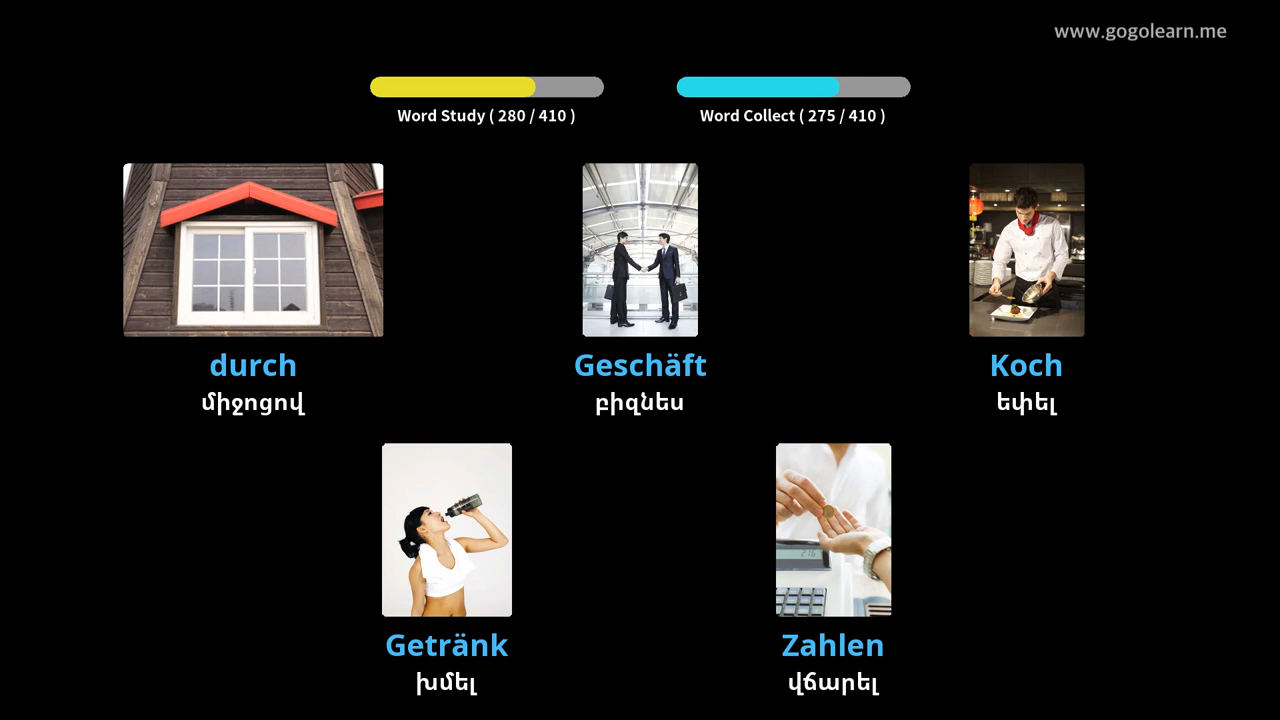 www.gogolearn.me
Word Study ( 280 / 410 )
Word Collect ( 275 / 410 )
durch
միջոցով
Geschäft
բիզնես
Koch
եփել
Getränk
խմել
Zahlen
վճարել